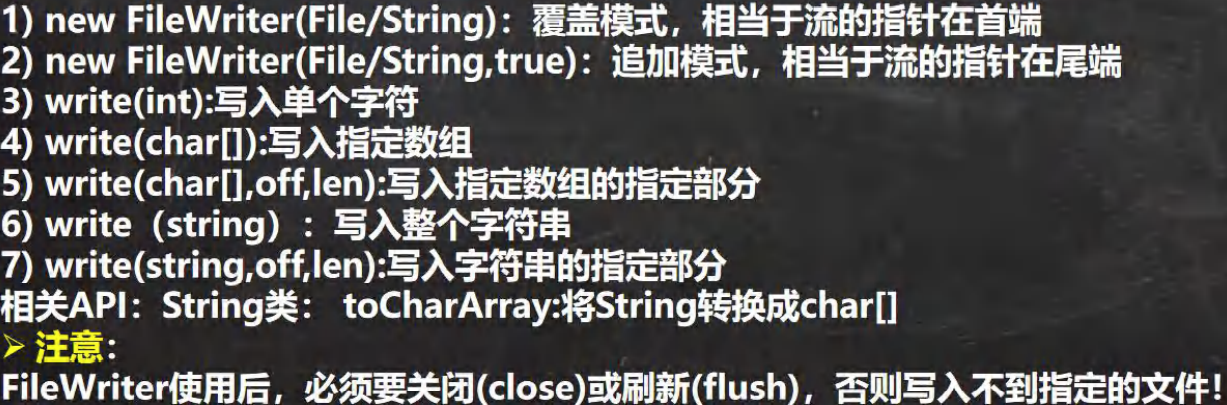 1) new FileWriter(File/String)：覆盖模式，相当于流的指针在首端
2) new FileWriter(File/String,true)：追加模式，相当于流的指针在尾端
3) write(int):写入单个字符
4) write(char[]):写入指定数组
5) write(char[],off,len):写入指定数组的指定部分
6) write（string）：写入整个字符串
7) write(string,off,len):写入字符串的指定部分
相关API：String类： toCharArray:将String转换成char[]
➢ 注意：
FileWriter使用后，必须要关闭(close)或刷新(flush)，否则写入不到指定的文件！